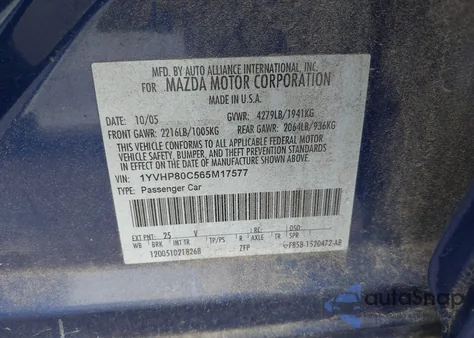 MFD. BY AUTO ALLIANCE INTERNATIONAL, INC.
FOR MAZDA MOTOR CORPORATION
MADE IN U.S.A.
DATE: 10/05 GVWR: 4279LB/1941KG
FRONT GAWR: 2216LB/1005KG REAR GAWR: 2064LB/936KG
THIS VEHICLE CONFORMS TO ALL APPLICABLE FEDERAL MOTOR
VEHICLE SAFETY, BUMPER, AND THEFT PREVENTION STANDARDS
IN EFFECT ON THE DATE OF MANUFACTURE SHOWN ABOVE.
VIN: 1YVHP80C565M17577
TYPE: Passenger Car
EXT PNT: 25 V RC: DSO:
WB BRK INT TR TP/PS R AXLE TR SPR
ZFP
autoSnap